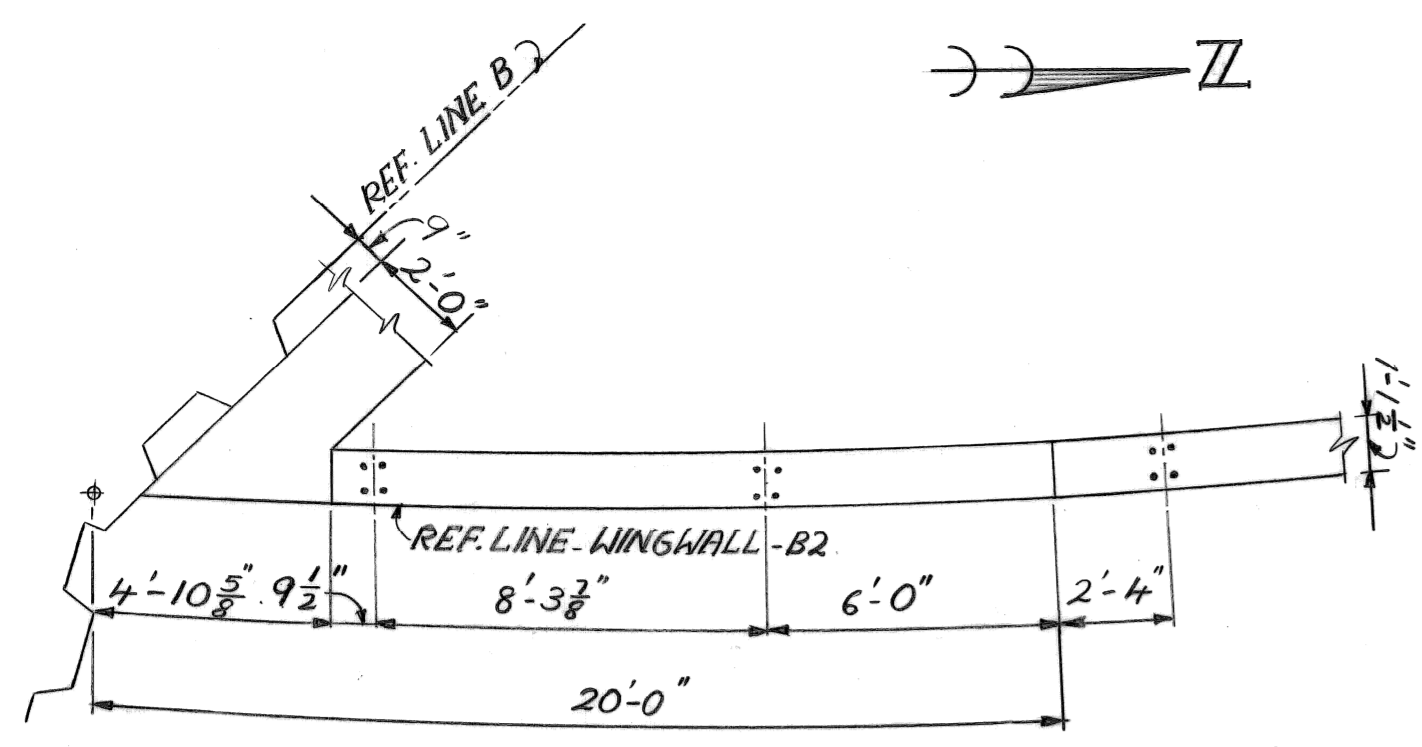 REF. LINE B
N
9"
2'-0"
1'-1 1/2"
REF. LINE - WINGWALL - B2
4'-10 5/8" 9 1/2" 8'-3 7/8" 6'-0" 2'-4"
20'-0"